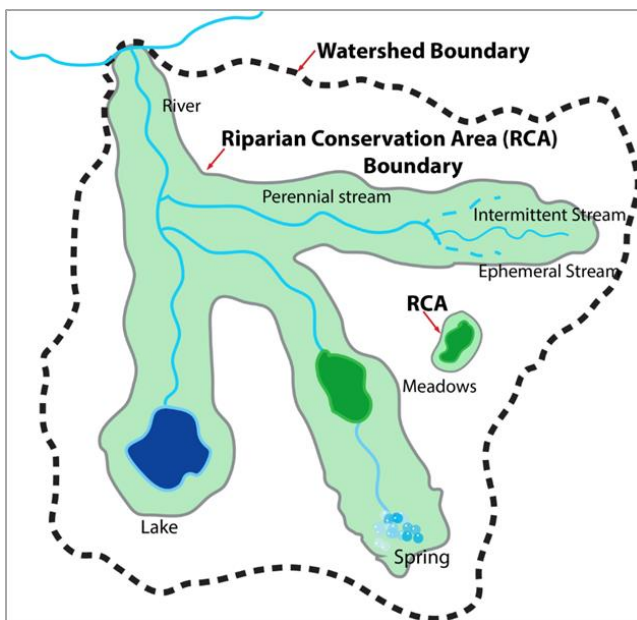 Watershed Boundary
River
Riparian Conservation Area (RCA)
Boundary
Perennial stream
Intermittent Stream
Ephemeral Stream
RCA
Meadows
Lake
Spring